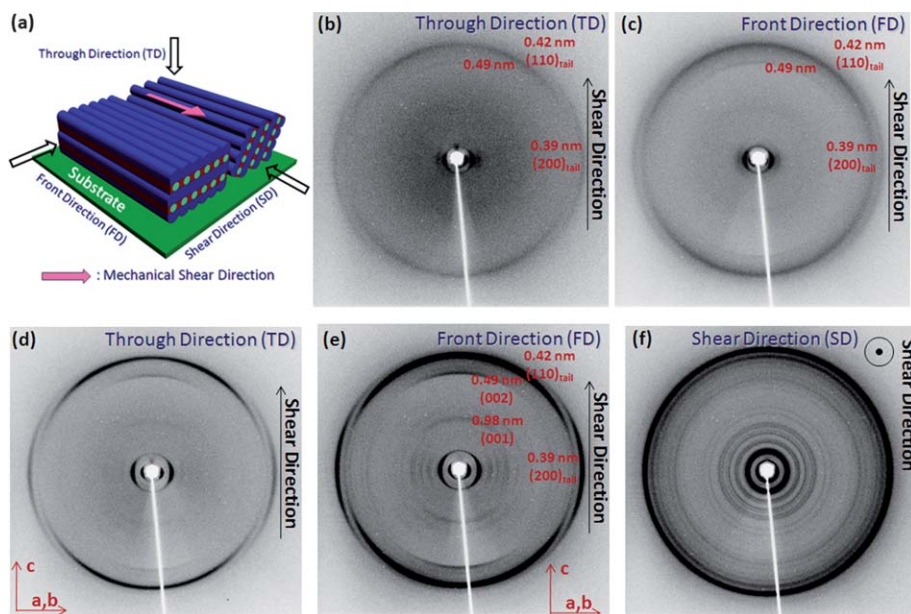 (a)
Through Direction (TD)
Substrate
Front Direction (FD)
Shear Direction (SD)
: Mechanical Shear Direction
(b)
Through Direction (TD)
0.42 nm
(110)tail
0.49 nm
0.39 nm
(200)tail
Shear Direction
(c)
Front Direction (FD)
0.42 nm
(110)tail
0.49 nm
0.39 nm
(200)tail
Shear Direction
(d)
Through Direction (TD)
Shear Direction
c
a,b
(e)
Front Direction (FD)
0.42 nm
(110)tail
0.49 nm
(002)
0.98 nm
(001)
0.39 nm
(200)tail
Shear Direction
c
a,b
(f)
Shear Direction (SD)
Shear Direction